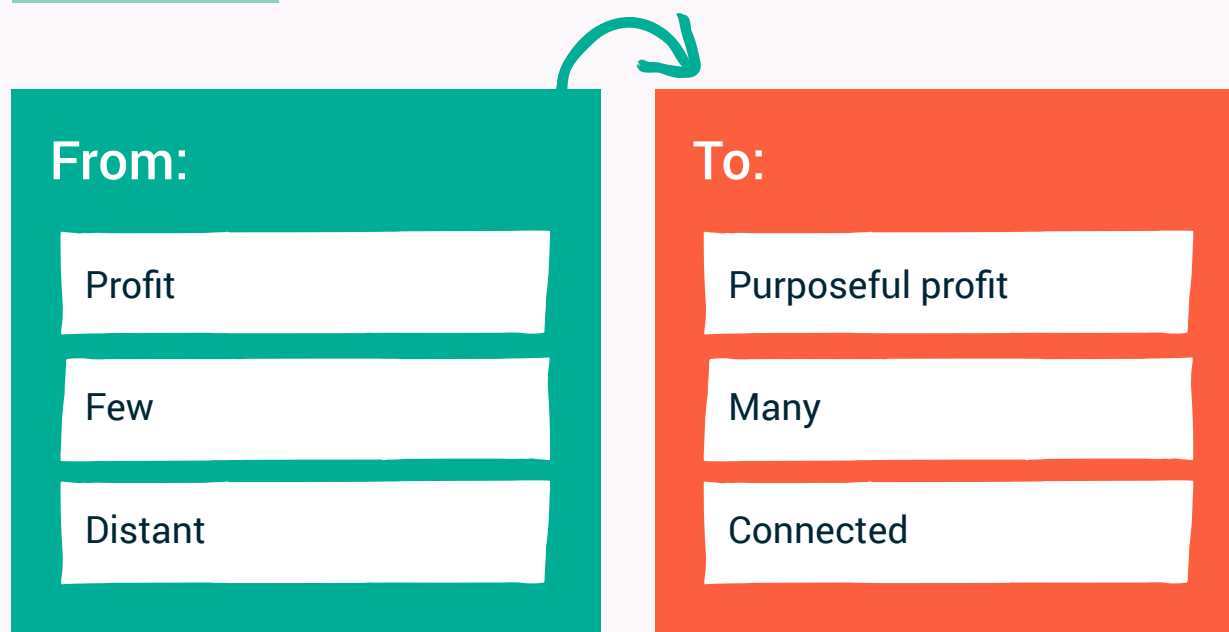 From:
Profit
Few
Distant
To:
Purposeful profit
Many
Connected